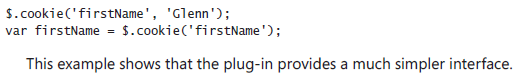 $.cookie('firstName', 'Glenn');
var firstName = $.cookie('firstName');
This example shows that the plug-in provides a much simpler interface.